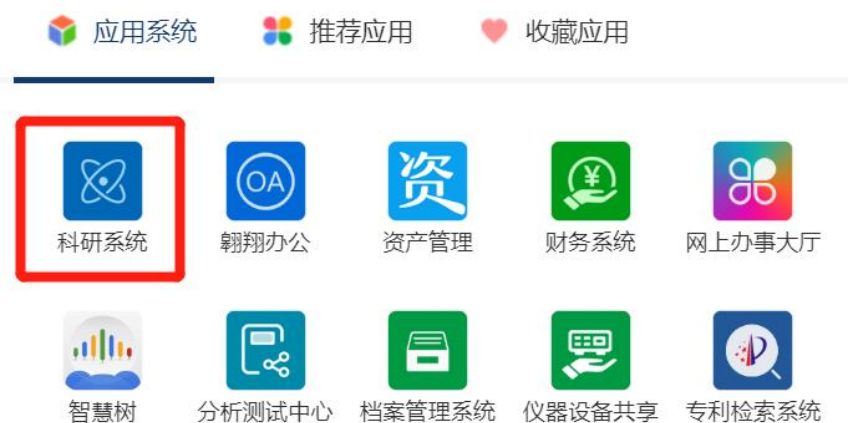 应用系统 推荐应用 收藏应用
OA 资 ¥
科研系统 翱翔办公 资产管理 财务系统 网上办事大厅
智慧树 分析测试中心 档案管理系统 仪器设备共享 专利检索系统